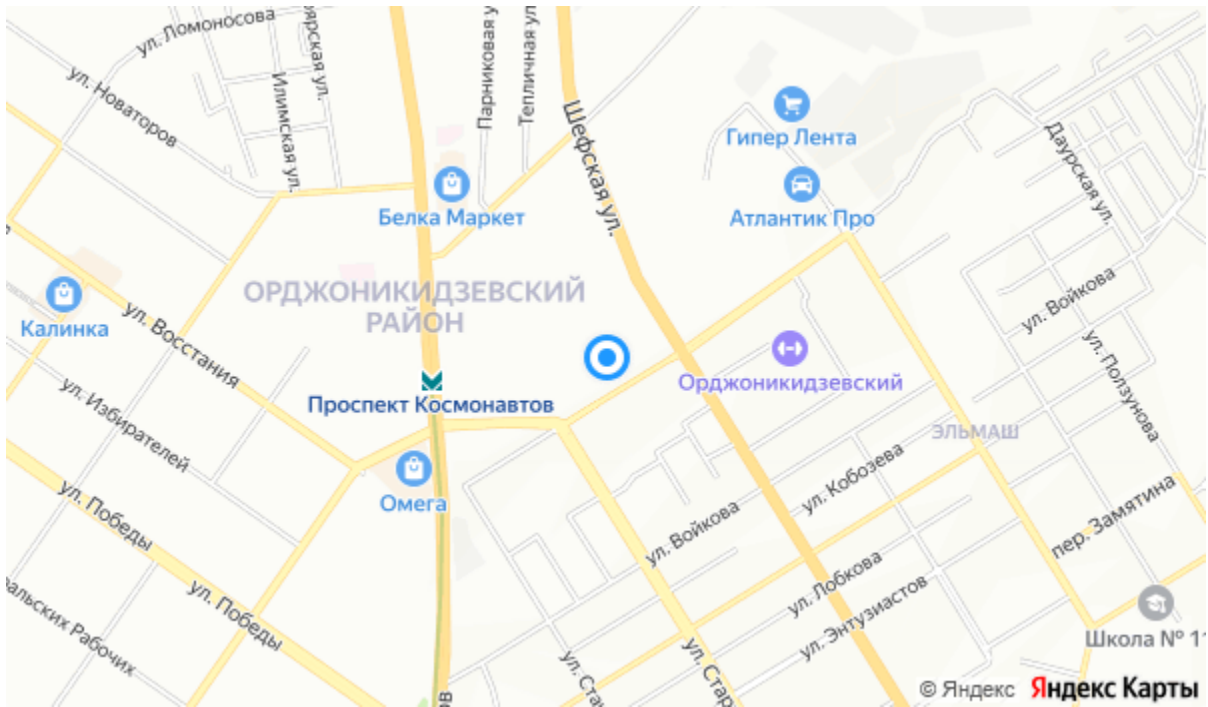 ул. Ломоносова
ул. Новаторов
Илимская ул.
Парниковая у
Тепличная ул
Шефская ул.
Гипер Лента
Даурская ул.
Белка Маркет
Атлантик Про
ОРДЖОНИКИДЗЕВСКИЙ
РАЙОН
Калинка
ул. Восстания
ул. Войкова
ул. Ползунова
Орджоникидзевский
Проспект Космонавтов
ул. Избирателей
ЭЛЬМАШ
Омега
ул. Кобозева
ул. Победы
ул. Войкова
пер. Замятина
ул. Победы
ул. Лобкова
ул. Энтузиастов
Рабочих
Школа № 11
ул. Стач
ул. Стар
© Яндекс Яндекс Карты